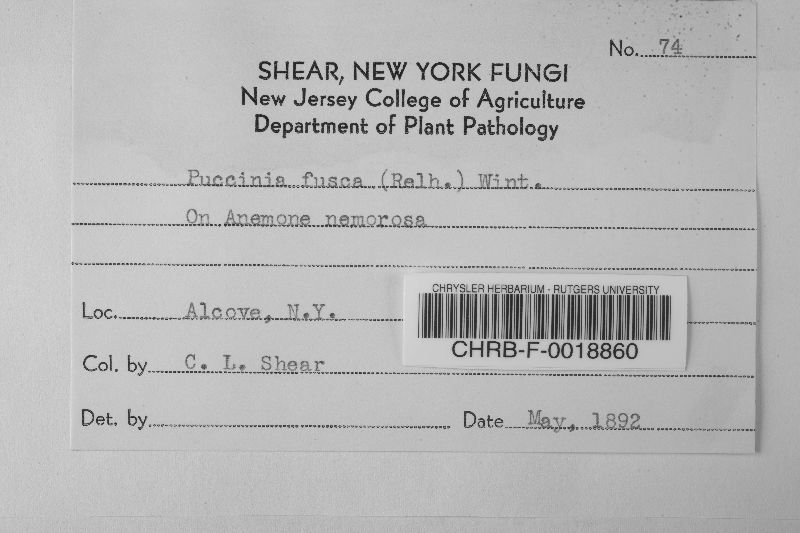 No. 74
SHEAR, NEW YORK FUNGI
New Jersey College of Agriculture
Department of Plant Pathology
Puccinia fusca (Relh.) Wint.
On Anemone nemorosa
Loc. Alcove, N.Y.
CHRYSLER HERBARIUM - RUTGERS UNIVERSITY
CHRB-F-0018860
Col. by C. L. Shear
Det. by
Date May, 1892